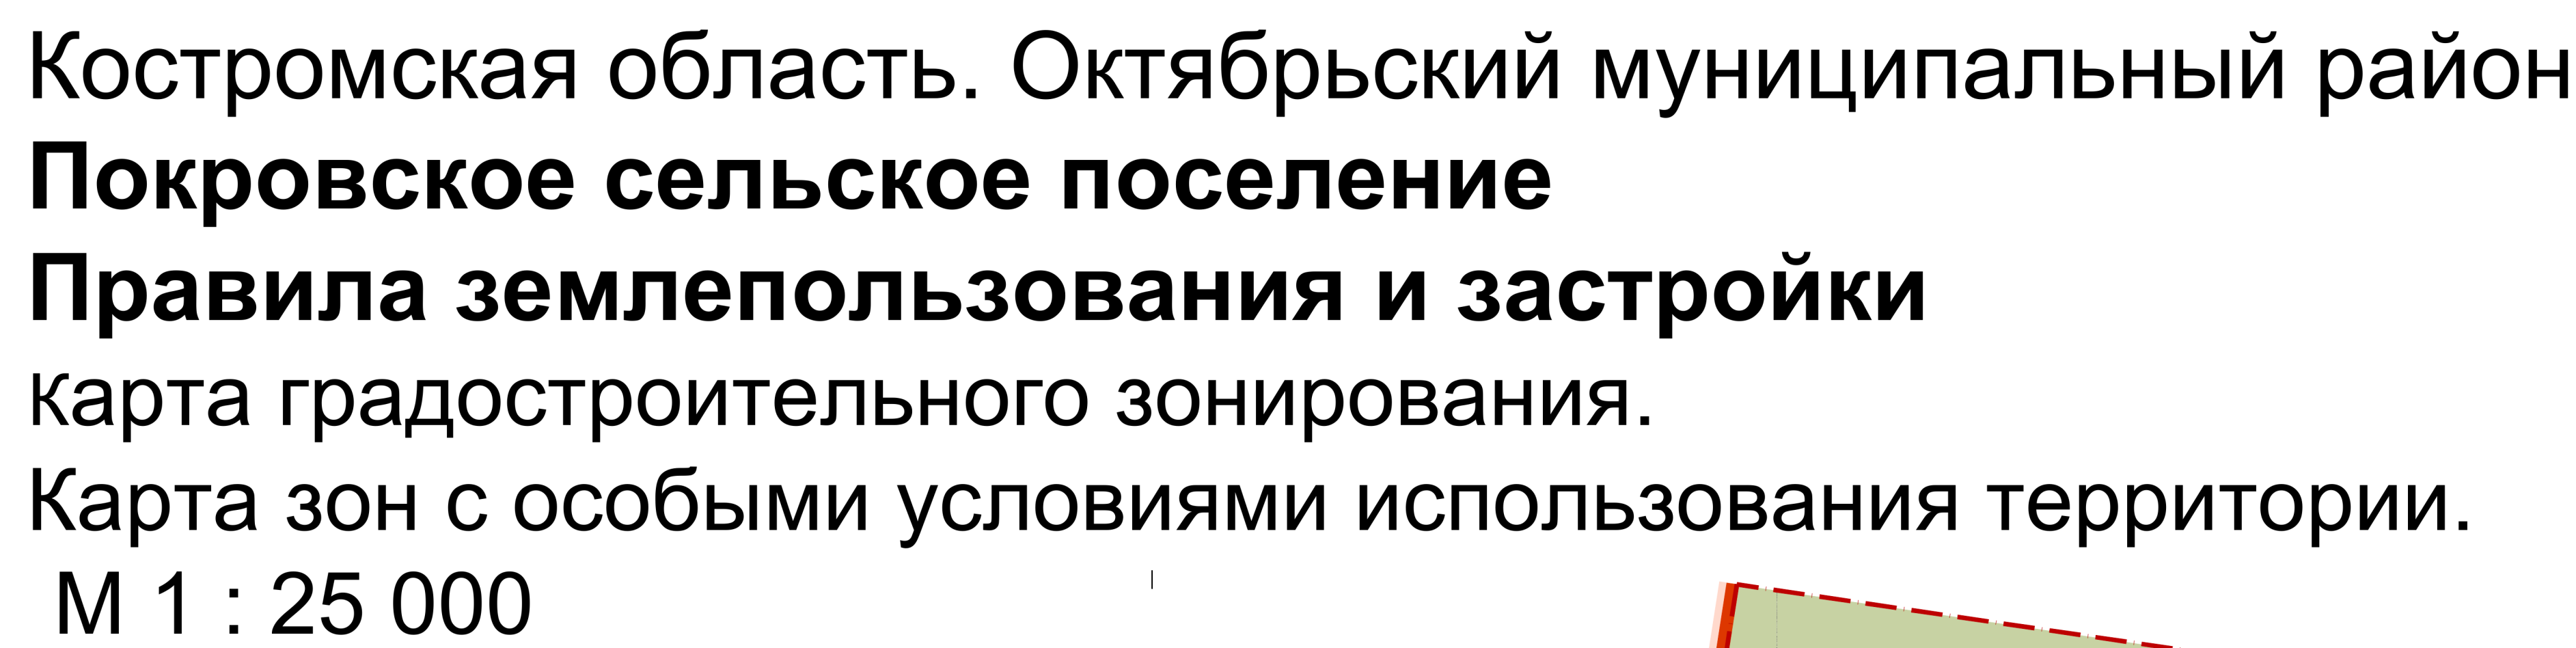 Костромская область. Октябрьский муниципальный район
Покровское сельское поселение
Правила землепользования и застройки
Карта градостроительного зонирования.
Карта зон с особыми условиями использования территории.
М 1 : 25 000